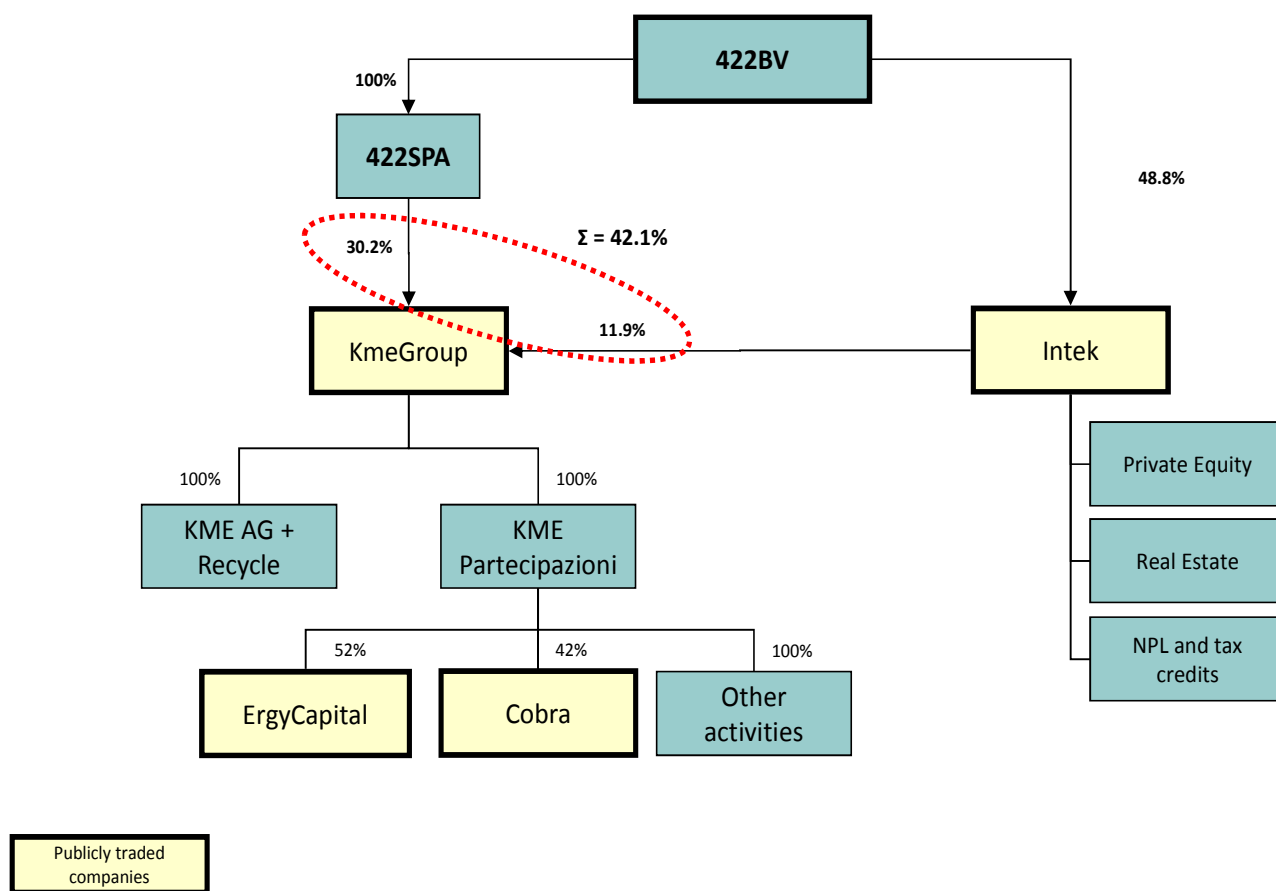 422BV
100%
422SPA
48.8%
Σ = 42.1%
30.2%
11.9%
KmeGroup
Intek
100%
100%
Private Equity
KME AG +
Recycle
KME
Partecipazioni
Real Estate
52%
42%
100%
NPL and tax
credits
ErgyCapital
Cobra
Other
activities
Publicly traded
companies